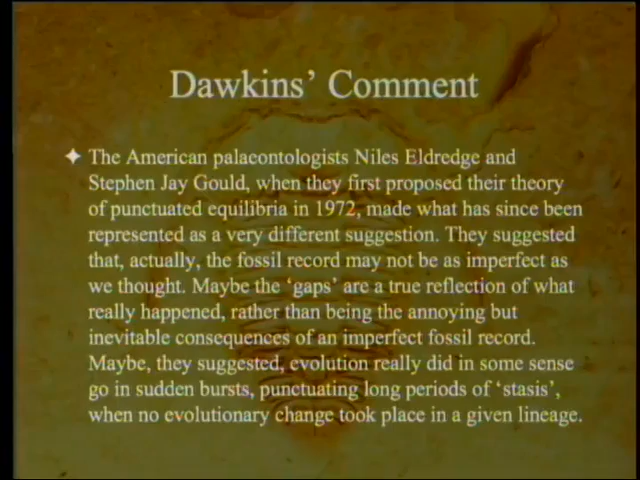 Dawkins’ Comment
The American palaeontologists Niles Eldredge and
Stephen Jay Gould, when they first proposed their theory
of punctuated equilibria in 1972, made what has since been
represented as a very different suggestion. They suggested
that, actually, the fossil record may not be as imperfect as
we thought. Maybe the ‘gaps’ are a true reflection of what
really happened, rather than being the annoying but
inevitable consequences of an imperfect fossil record.
Maybe, they suggested, evolution really did in some sense
go in sudden bursts, punctuating long periods of ‘stasis’,
when no evolutionary change took place in a given lineage.